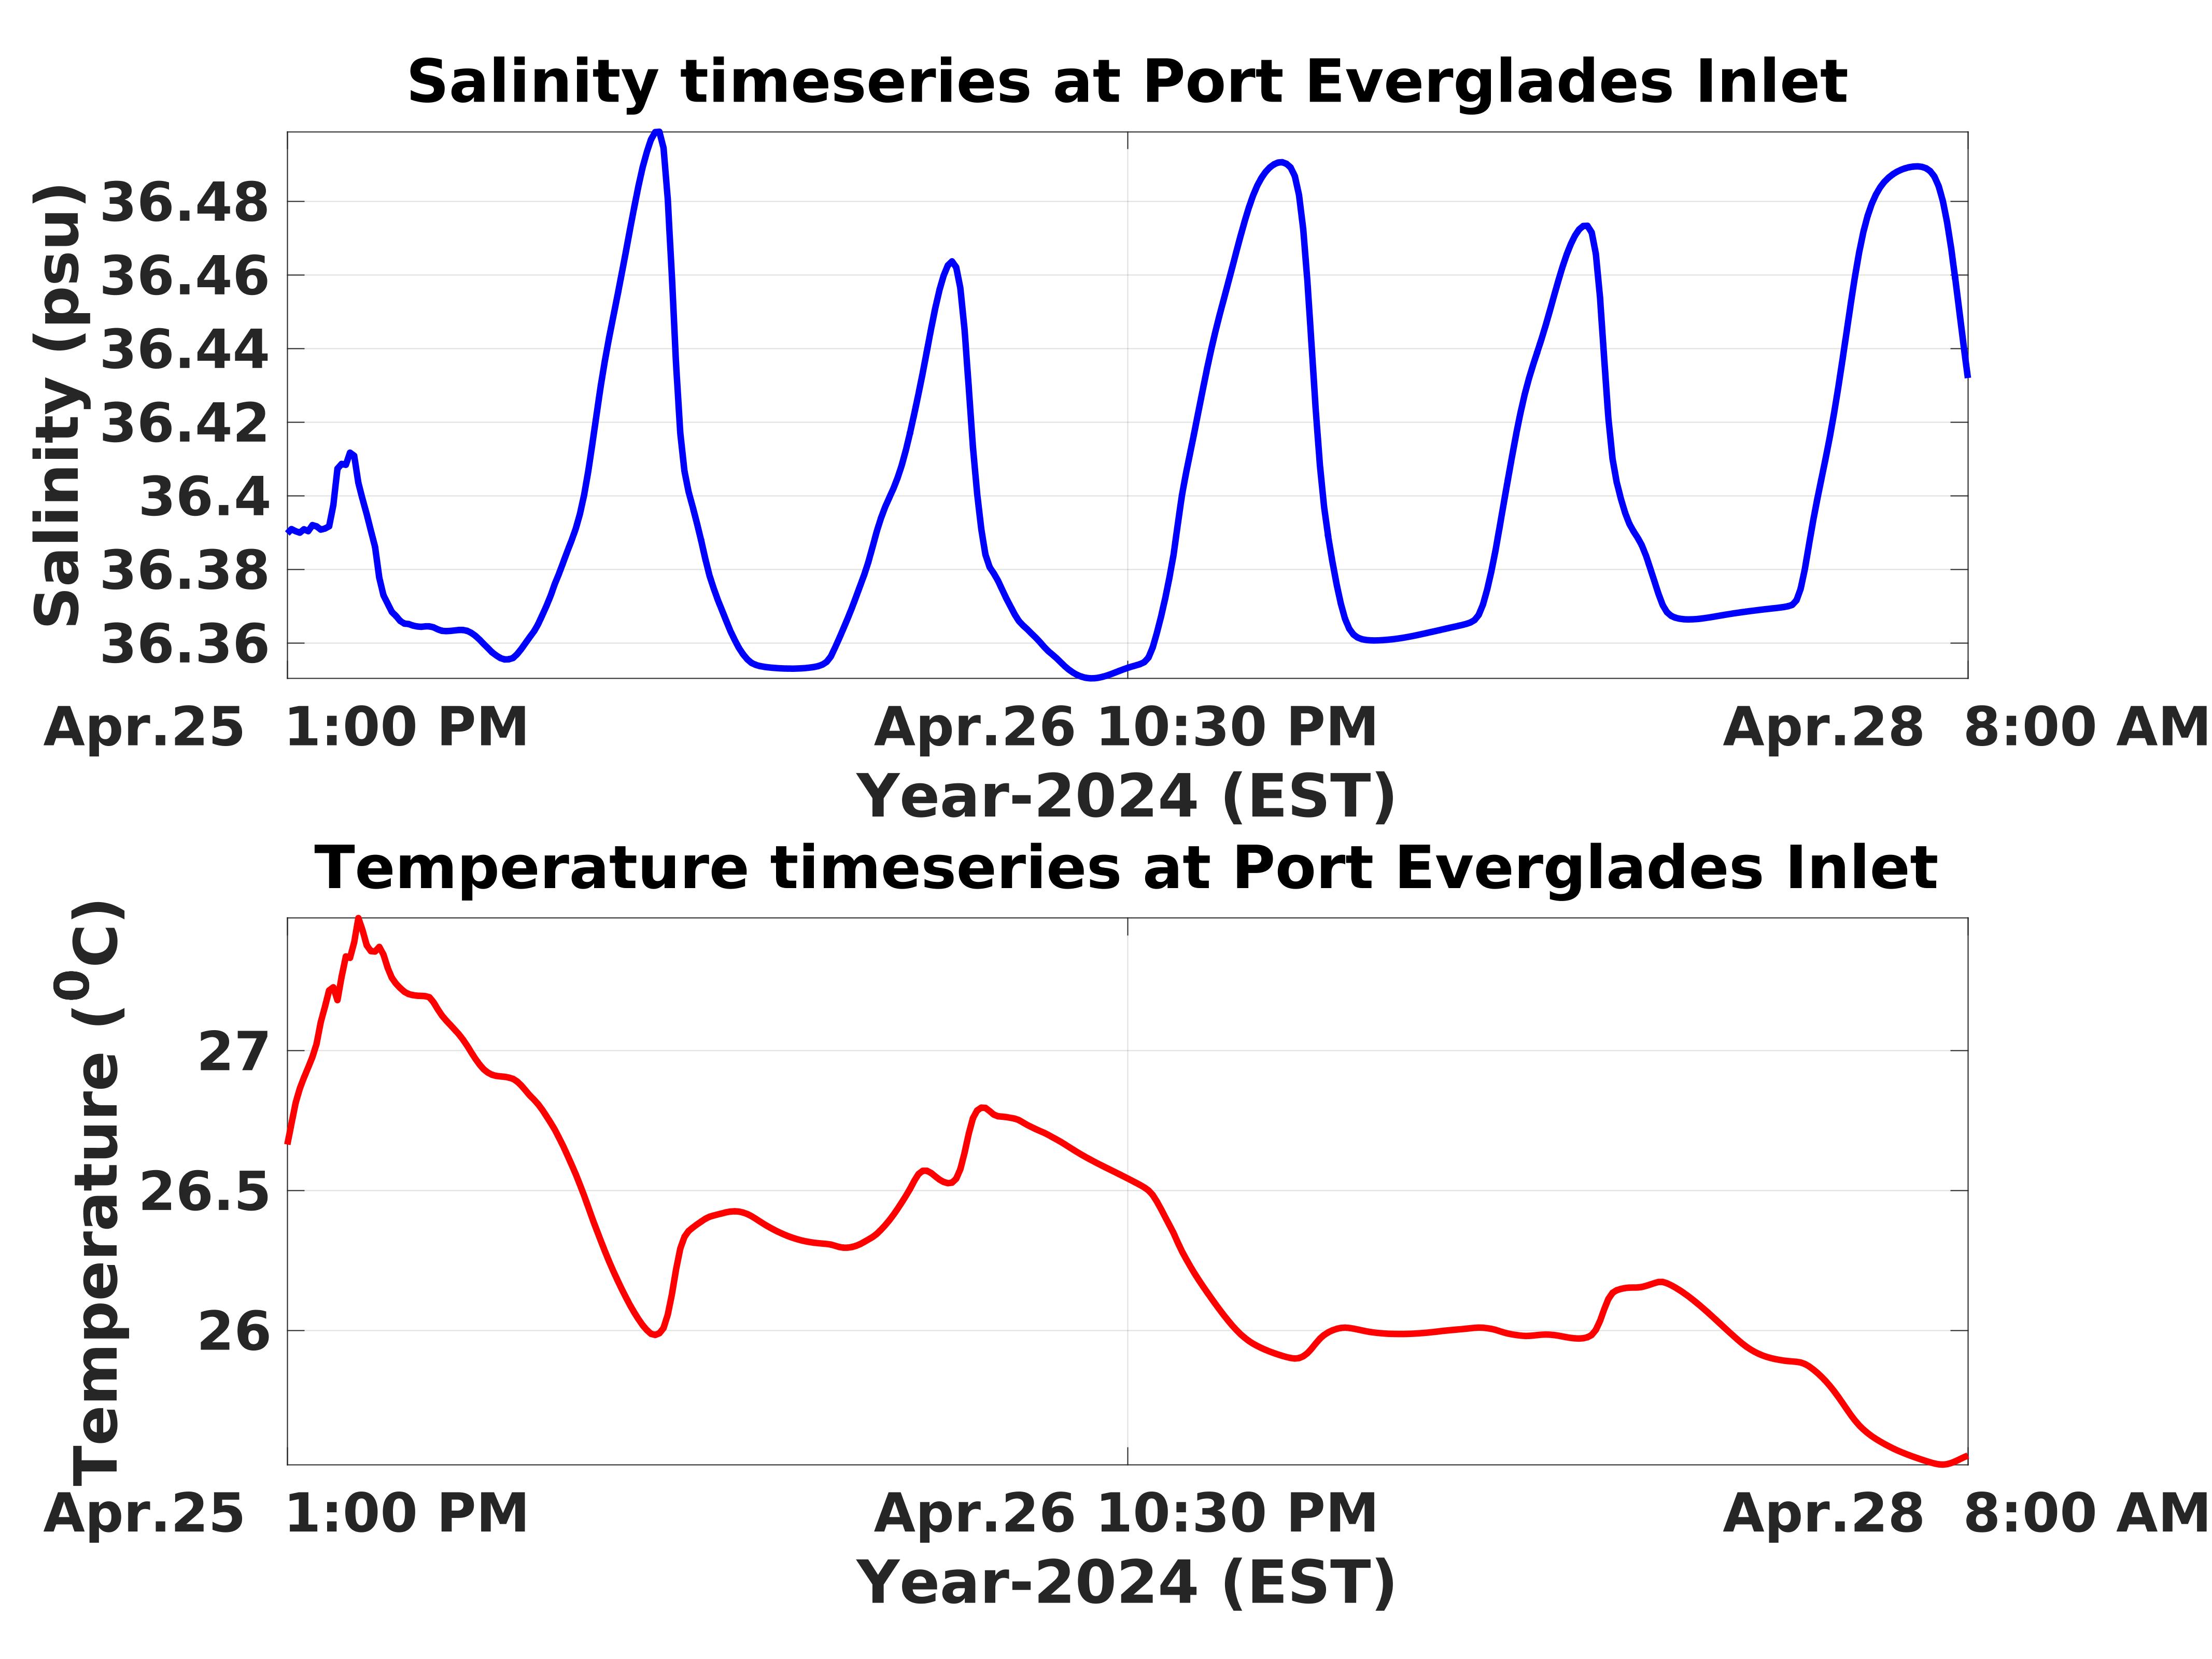 Salinity timeseries at Port Everglades Inlet
Salinity (psu)
36.48
36.46
36.44
36.42
36.4
36.38
36.36
Apr.25  1:00 PM
Apr.26 10:30 PM
Apr.28  8:00 AM
Year-2024 (EST)
Temperature timeseries at Port Everglades Inlet
Temperature (⁰C)
27
26.5
26
Apr.25  1:00 PM
Apr.26 10:30 PM
Apr.28  8:00 AM
Year-2024 (EST)